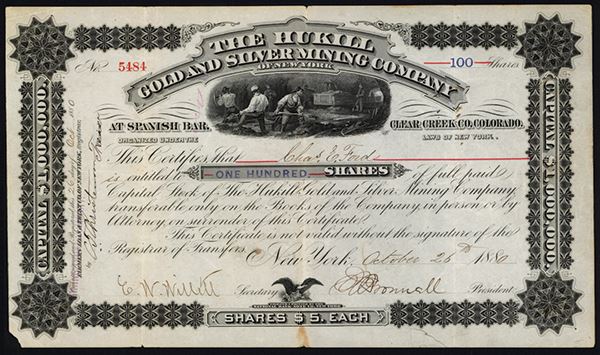 THE HUKILL
GOLD AND SILVER MINING COMPANY
OF NEW YORK
No 5484
100 Shares
AT SPANISH BAR,
CLEAR CREEK CO, COLORADO.
ORGANIZED UNDER THE
LAWS OF NEW YORK.
This Certifies that Chas. E. Ford
is entitled to ONE HUNDRED SHARES of full paid
Capital Stock of The Hukill Gold and Silver Mining Company
transferable only on the Books of the Company, in person or by
Attorney, on surrender of this Certificate.
This Certificate is not valid without the signature of the
Registrar of Transfers.
New York, October 26th 1880
E. W. Willett Secretary
President
SHARES $5. EACH
CAPITAL $1,000,000.
CAPITAL $1,000,000